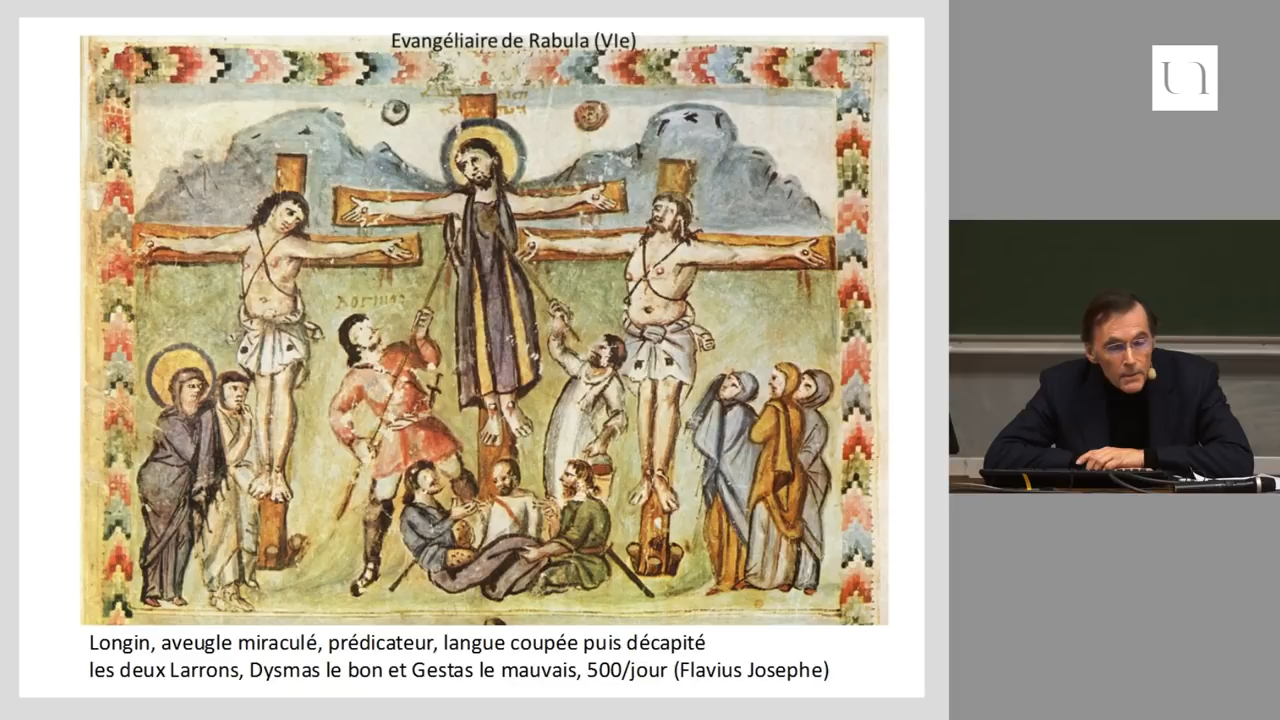 Evangéliaire de Rabula (VIe)
Longin, aveugle miraculé, prédicateur, langue coupée puis décapité
les deux Larrons, Dysmas le bon et Gestas le mauvais, 500/jour (Flavius Josephe)